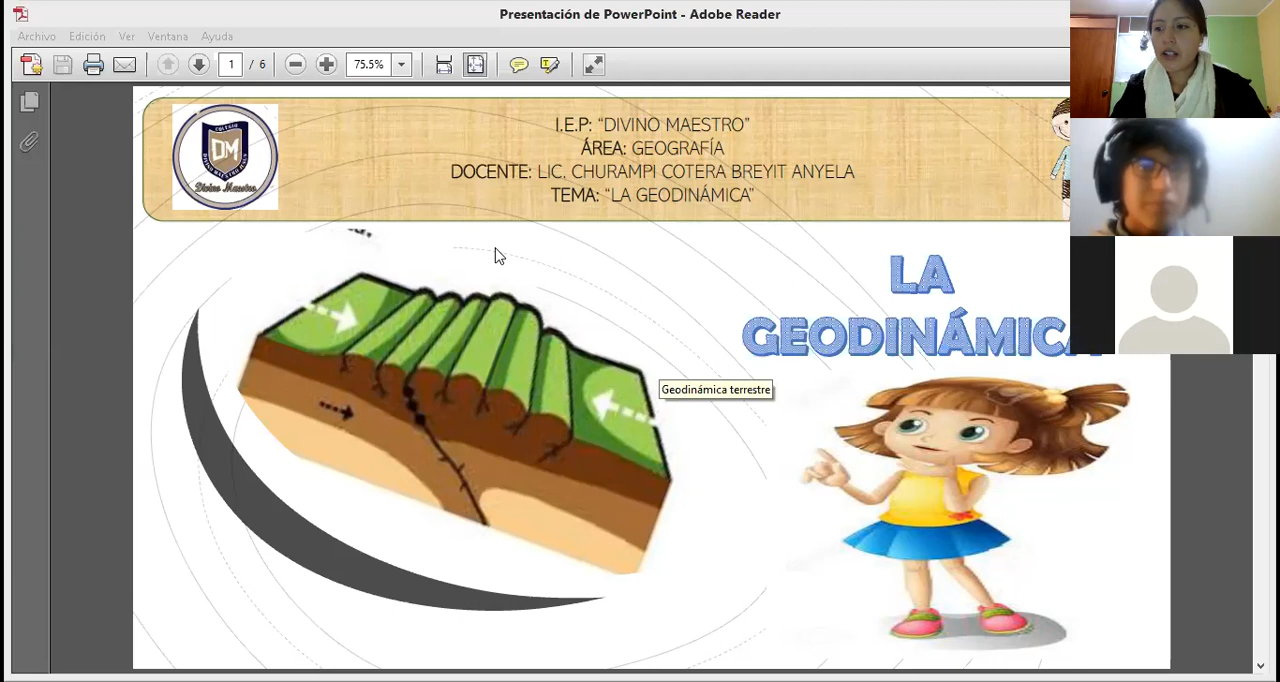 Presentación de PowerPoint - Adobe Reader
Archivo Edición Ver Ventana Ayuda
1 / 6 75.5%
COLEGIO
DM
Divino Maestro
I.E.P: “DIVINO MAESTRO”
ÁREA: GEOGRAFÍA
DOCENTE: LIC. CHURAMPI COTERA BREYIT ANYELA
TEMA: “LA GEODINÁMICA”
LA
GEODINÁMICA
Geodinámica terrestre